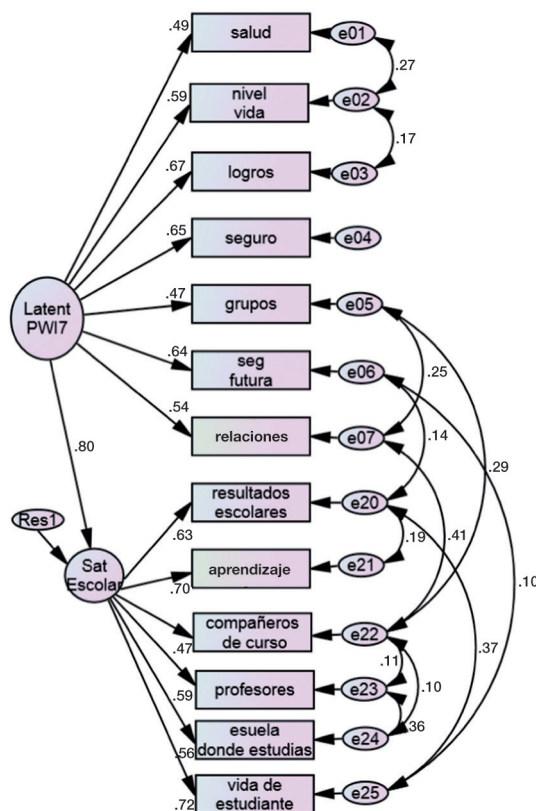 .49
salud
e01
.27
.59
nivel
vida
e02
.17
.67
logros
e03
.65
seguro
e04
Latent
PWI7
.47
grupos
e05
.64
seg
futura
e06
.25
.54
relaciones
e07
.14
.80
.29
resultados
escolares
e20
Res1
.63
.19
.41
Sat
Escolar
.70
aprendizaje
e21
.10
compañeros
de curso
e22
.47
.11
.37
profesores
e23
.10
.59
esuela
donde estudias
e24
.36
.56
vida de
estudiante
e25
.72